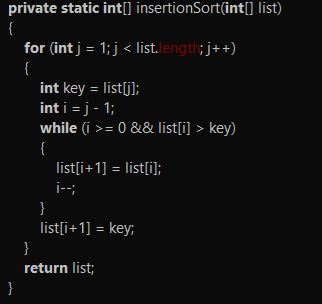 private static int[] insertionSort(int[] list)
{
for (int j = 1; j < list.length; j++)
{
int key = list[j];
int i = j - 1;
while (i >= 0 && list[i] > key)
{
list[i+1] = list[i];
i--;
}
list[i+1] = key;
}
return list;
}